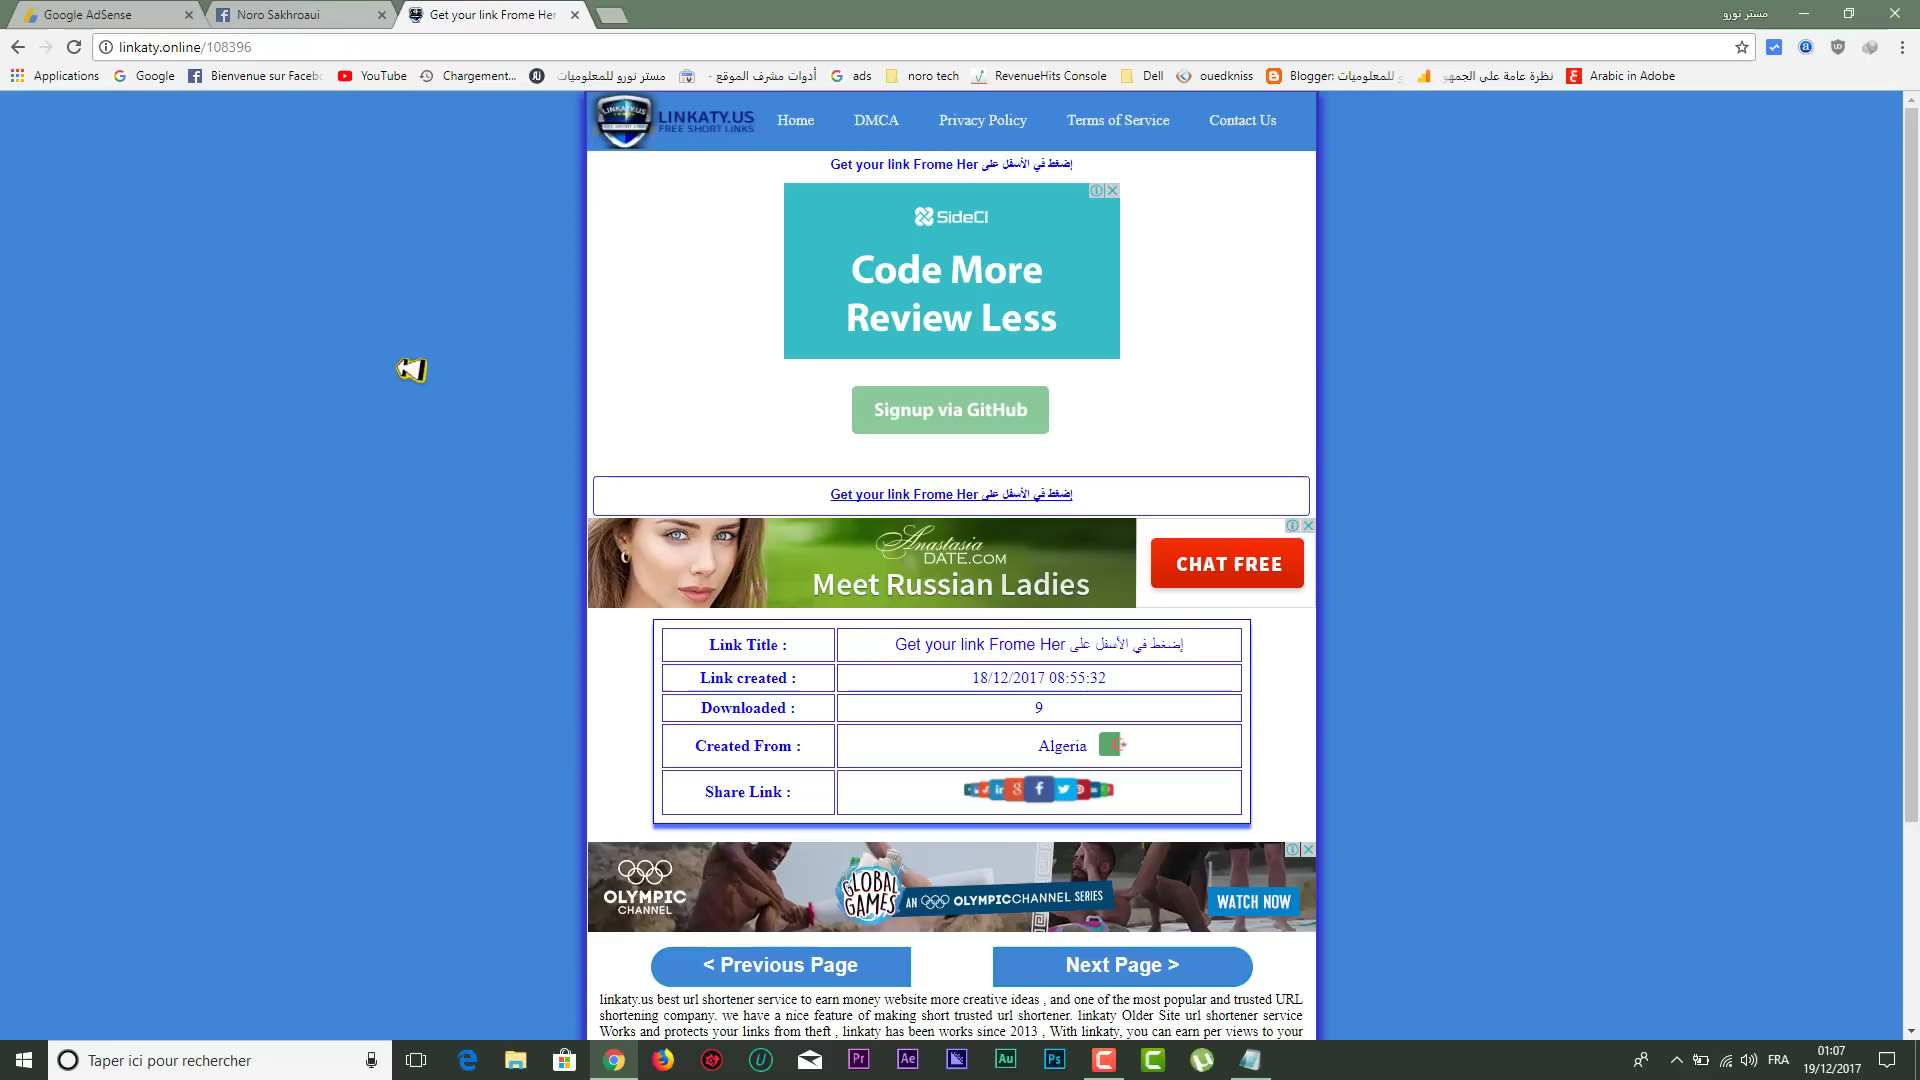 Google AdSense
Noro Sakhroaui
Get your link Frome Her
مستر نورو
linkaty.online/108396
Applications
Google
Bienvenue sur Facebo
YouTube
Chargement...
مستر نورو للمعلوميات
أدوات مشرف الموقع -
ads
noro tech
RevenueHits Console
Dell
ouedkniss
Blogger: للمعلوميات
نظرة عامة على الجمهو
Arabic in Adobe
LINKATY.US
FREE SHORT LINKS
Home
DMCA
Privacy Policy
Terms of Service
Contact Us
Get your link Frome Her إضغط في الأسفل على
SideCI
Code More
Review Less
Signup via GitHub
Get your link Frome Her إضغط في الأسفل على
Anastasia
DATE.COM
Meet Russian Ladies
CHAT FREE
Link Title :
Get your link Frome Her إضغط في الأسفل على
Link created :
18/12/2017 08:55:32
Downloaded :
9
Created From :
Algeria
Share Link :
OLYMPIC
CHANNEL
GLOBAL
GAMES
AN OLYMPICCHANNEL SERIES
WATCH NOW
< Previous Page
Next Page >
linkaty.us best url shortener service to earn money website more creative ideas , and one of the most popular and trusted URL
shortening company. we have a nice feature of making short trusted url shortener. linkaty Older Site url shortener service
Works and protects your links from theft , linkaty has been works since 2013 , With linkaty, you can earn per views to your
Taper ici pour rechercher
Pr
Ae
Au
Ps
FRA
01:07
19/12/2017